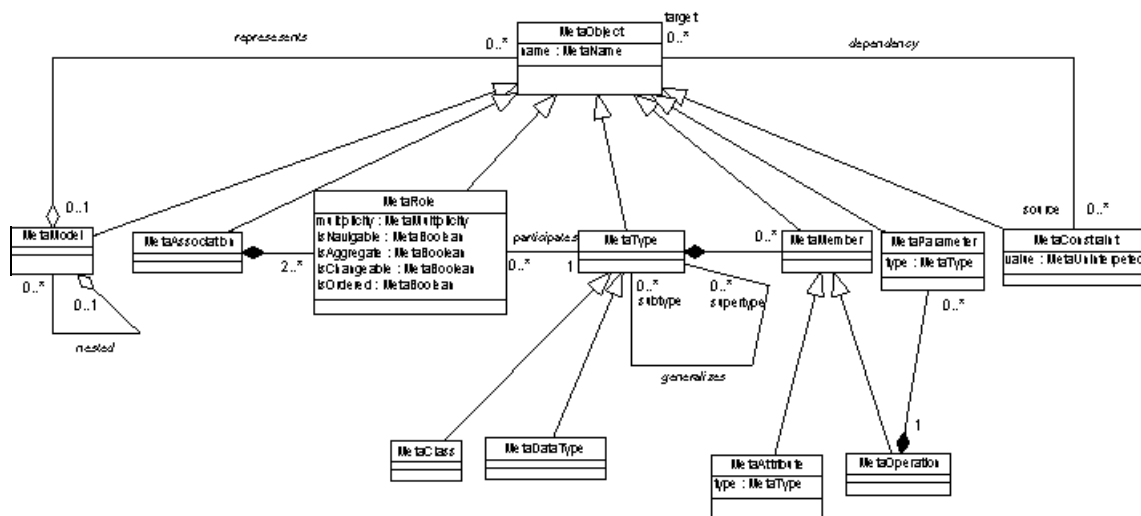 target
MetaObject
represents
0..*
0..*
dependency
name : MetaName
0..1
MetaRole
source
0..*
MetaModel
MetaAssociation
multiplicity : MetaMultiplicity
isNavigable : MetaBoolean
isAggregate : MetaBoolean
isChangeable : MetaBoolean
isOrdered : MetaBoolean
2..*
participates
0..*
1
MetaType
0..*
MetaMember
MetaParameter
type : MetaType
MetaConstraint
0..*
0..1
0..*
subtype
0..*
supertype
0..*
nested
generalizes
1
MetaClass
MetaDataType
MetaAttribute
type : MetaType
MetaOperation